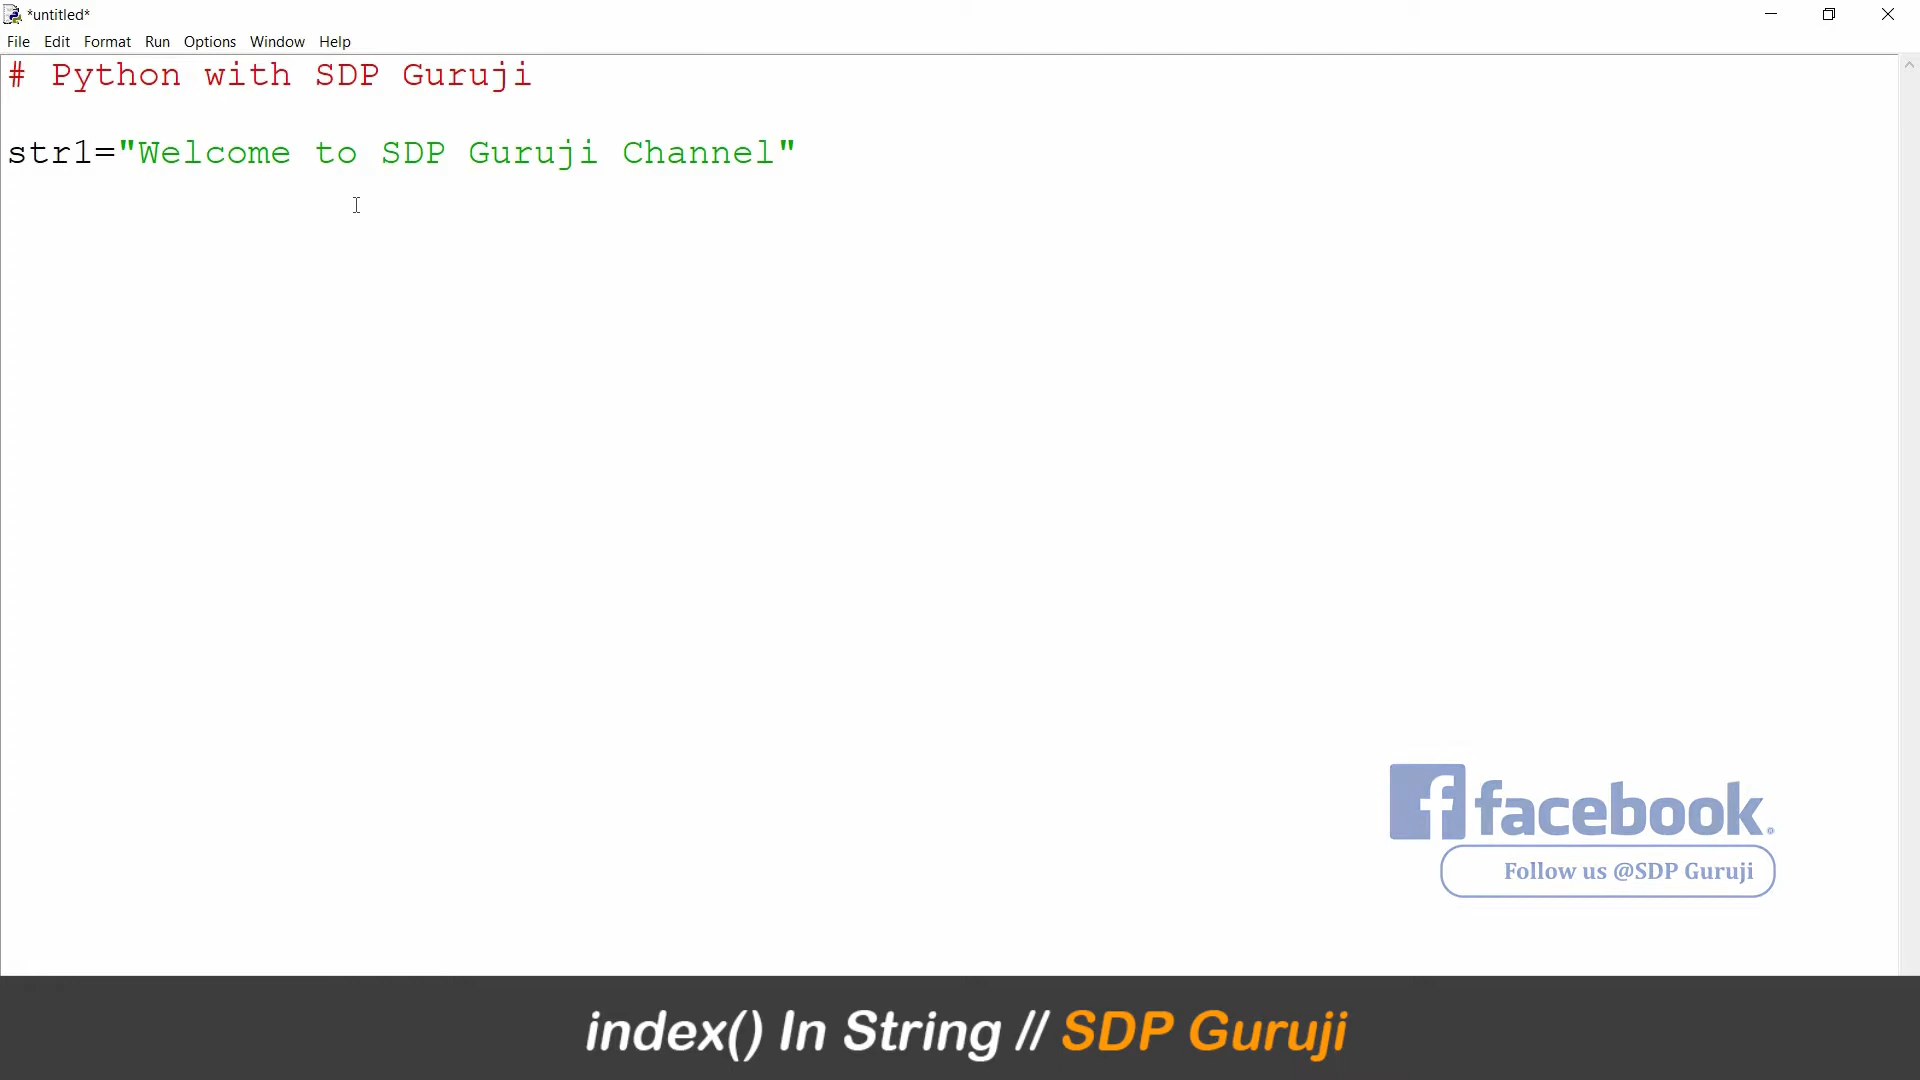 *untitled*
File Edit Format Run Options Window Help
# Python with SDP Guruji
str1="Welcome to SDP Guruji Channel"
facebook
Follow us @SDP Guruji
index() In String // SDP Guruji